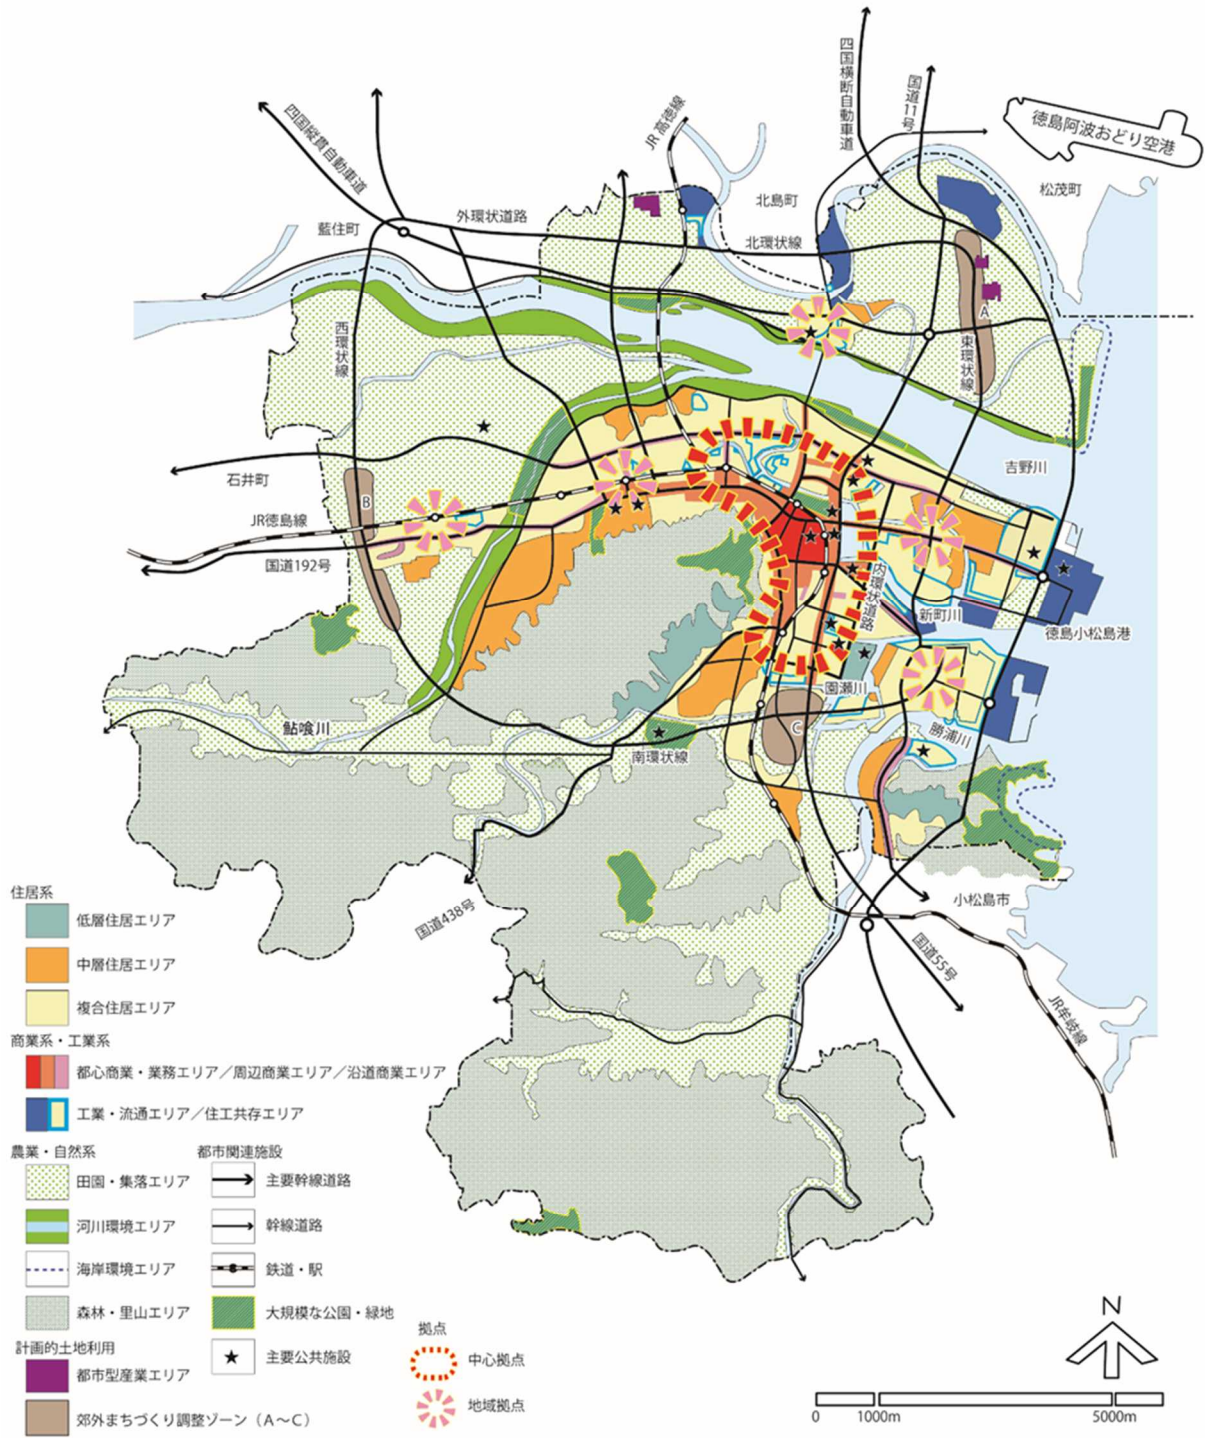 四国横断自動車道
国道11号
徳島阿波おどり空港
JR高徳線
四国縦貫自動車道
松茂町
北島町
外環状道路
藍住町
北環状線
A
西環状線
東環状線
吉野川
石井町
B
JR徳島線
国道192号
内環状道路
新町川
徳島小松島港
園瀬川
鮎喰川
C
勝浦川
南環状線
小松島市
国道438号
国道55号
JR牟岐線
住居系
低層住居エリア
中層住居エリア
複合住居エリア
商業系・工業系
都心商業・業務エリア／周辺商業エリア／沿道商業エリア
工業・流通エリア／住工共存エリア
農業・自然系
田園・集落エリア
河川環境エリア
海岸環境エリア
森林・里山エリア
計画的土地利用
都市型産業エリア
郊外まちづくり調整ゾーン（A～C）
都市関連施設
主要幹線道路
幹線道路
鉄道・駅
大規模な公園・緑地
主要公共施設
拠点
中心拠点
地域拠点
N
0 1000m 5000m